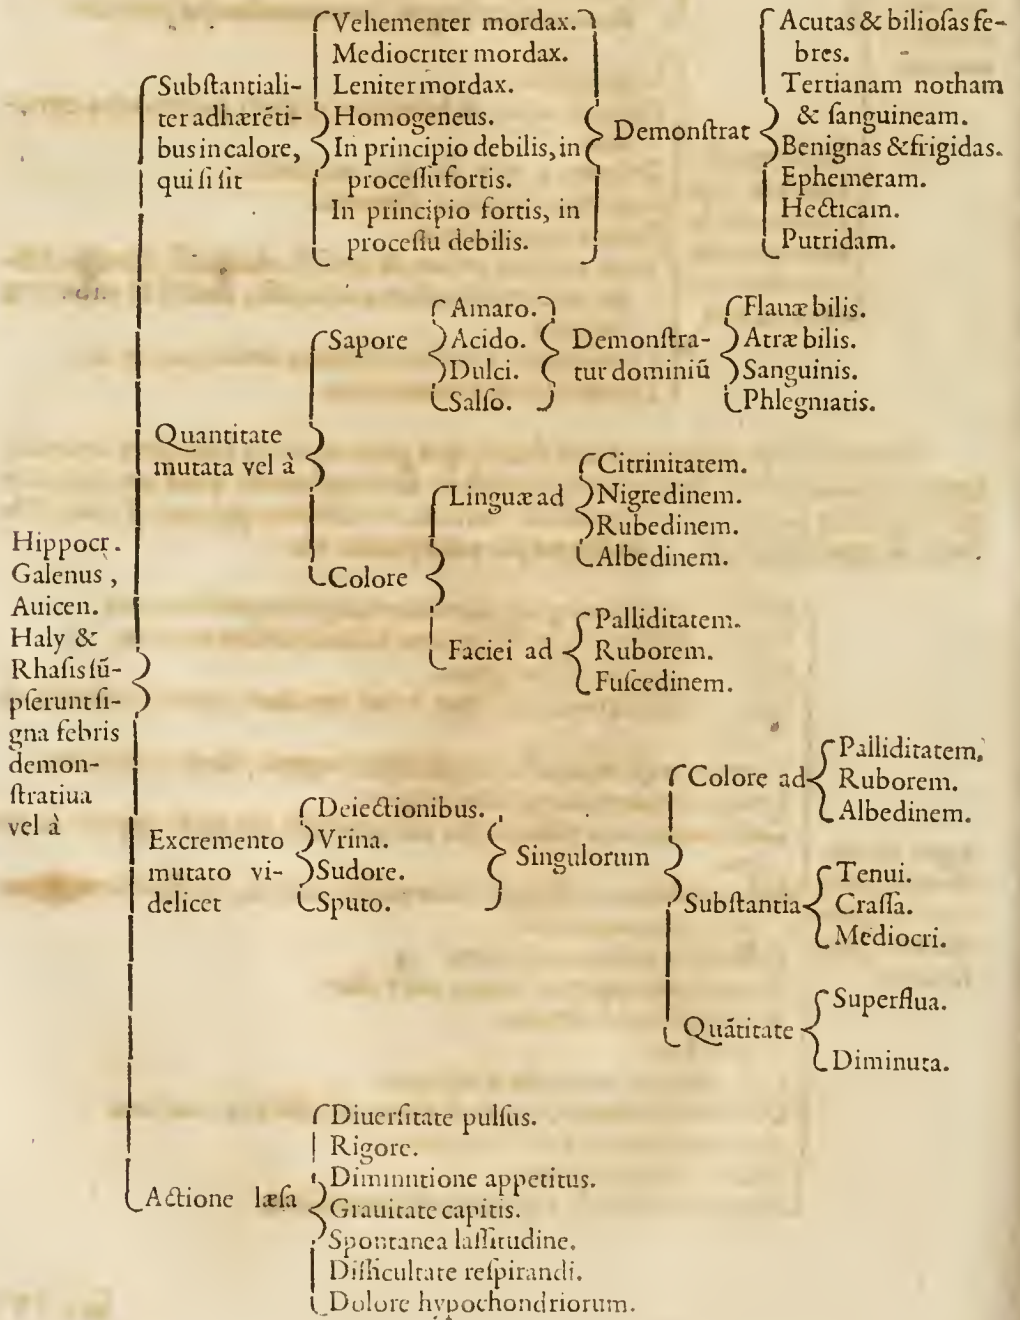 Hippocr.
Galenus,
Auicen.
Haly &
Rhasis sũ-
pserunt si-
gna febris
demon-
stratiua
vel à
Substantiali-
ter adhærẽti-
bus in calore,
qui si sit
Vehementer mordax.
Mediocriter mordax.
Leniter mordax.
Homogeneus.
In principio debilis, in
processu fortis.
In principio fortis, in
processu debilis.
Demonstrat
Acutas & biliosas fe-
bres.
Tertianam notham
& sanguineam.
Benignas & frigidas.
Ephemeram.
Hecticam.
Putridam.
Quantitate
mutata vel à
Sapore
Amaro.
Acido.
Dulci.
Salso.
Demonstra-
tur dominiũ
Flauæ bilis.
Atræ bilis.
Sanguinis.
Phlegmatis.
Colore
Linguæ ad
Citrinitatem.
Nigredinem.
Rubedinem.
Albedinem.
Faciei ad
Palliditatem.
Ruborem.
Fuscedinem.
Excremento
mutato vi-
delicet
Deiectionibus.
Vrina.
Sudore.
Sputo.
Singulorum
Colore ad
Palliditatem.
Ruborem.
Albedinem.
Substantia
Tenui.
Crassa.
Mediocri.
Quãtitate
Superflua.
Diminuta.
Actione læsa
Diuersitate pulsus.
Rigore.
Diminutione appetitus.
Grauitate capitis.
Spontanea lassitudine.
Difficultate respirandi.
Dolore hypochondriorum.